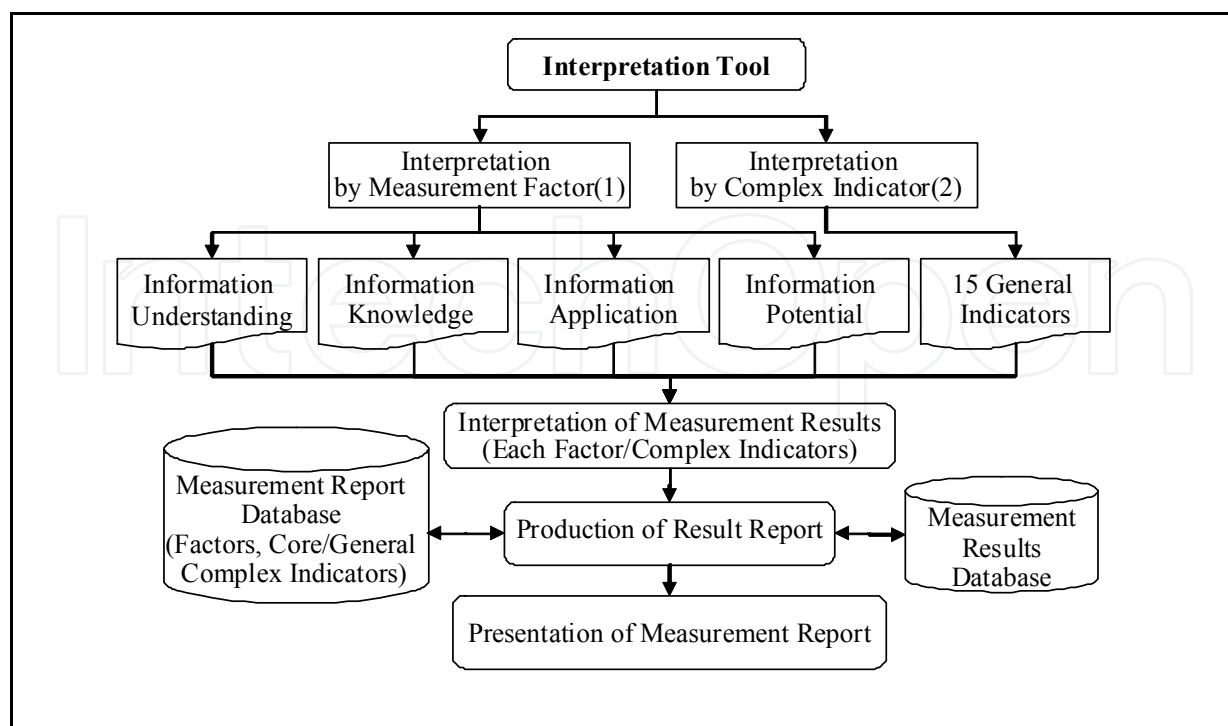 Interpretation Tool
Interpretation
by Measurement Factor(1)
Interpretation
by Complex Indicator(2)
Information
Understanding
Information
Knowledge
Information
Application
Information
Potential
15 General
Indicators
IntechOpen
Interpretation of Measurement Results
(Each Factor/Complex Indicators)
Measurement Report
Database
(Factors, Core/General
Complex Indicators)
Production of Result Report
Measurement
Results
Database
Presentation of Measurement Report